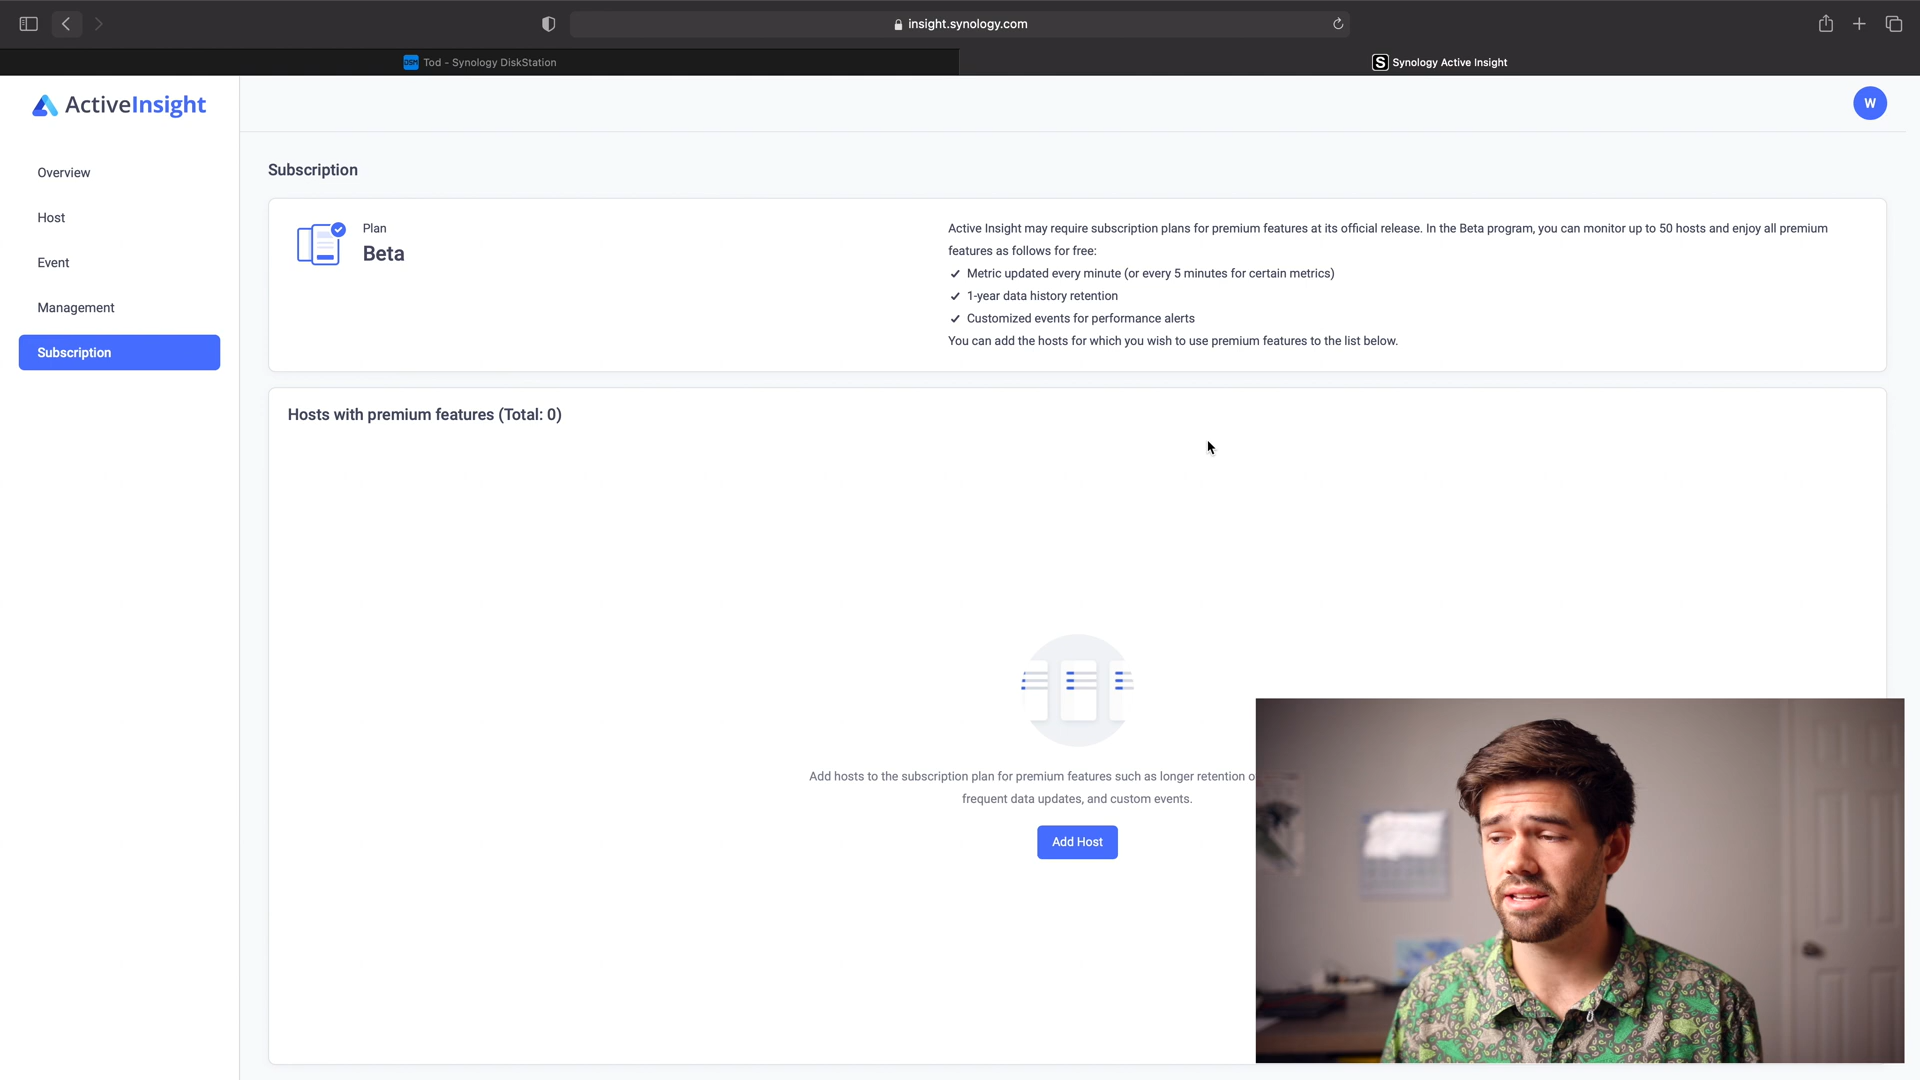 insight.synology.com
DSM Tod - Synology DiskStation
S Synology Active Insight
ActiveInsight
W
Overview
Host
Event
Management
Subscription
Subscription
Plan
Beta
Active Insight may require subscription plans for premium features at its official release. In the Beta program, you can monitor up to 50 hosts and enjoy all premium
features as follows for free:
Metric updated every minute (or every 5 minutes for certain metrics)
1-year data history retention
Customized events for performance alerts
You can add the hosts for which you wish to use premium features to the list below.
Hosts with premium features (Total: 0)
Add hosts to the subscription plan for premium features such as longer retention
frequent data updates, and custom events.
Add Host